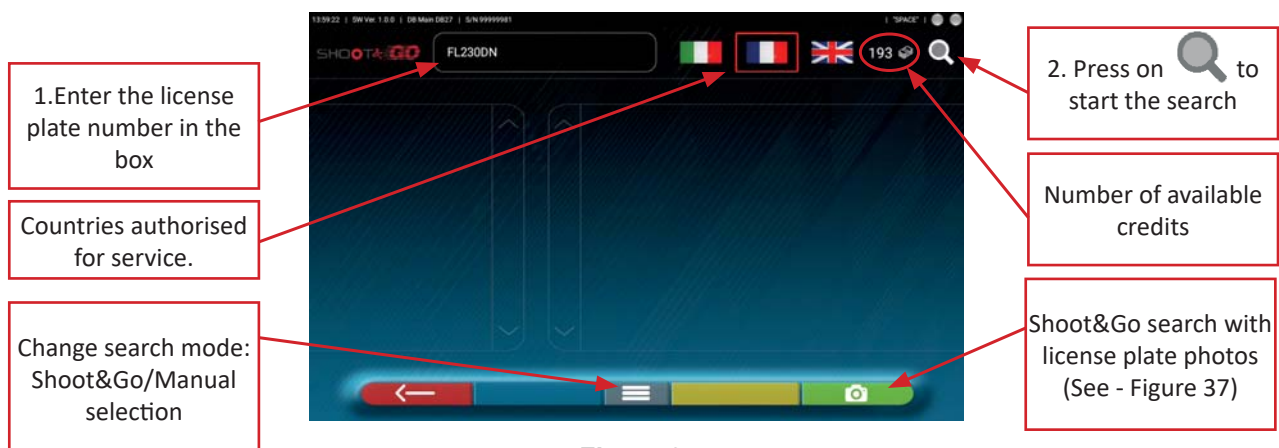 13:59:22 | SW Ver. 1.0.0 | DB Main DB27 | S/N 99999981
| "SPACE" |
SHOOT&GO
FL230DN
193
1.Enter the license
plate number in the
box
2. Press on to
start the search
Countries authorised
for service.
Number of available
credits
Change search mode:
Shoot&Go/Manual
selection
Shoot&Go search with
license plate photos
(See - Figure 37)